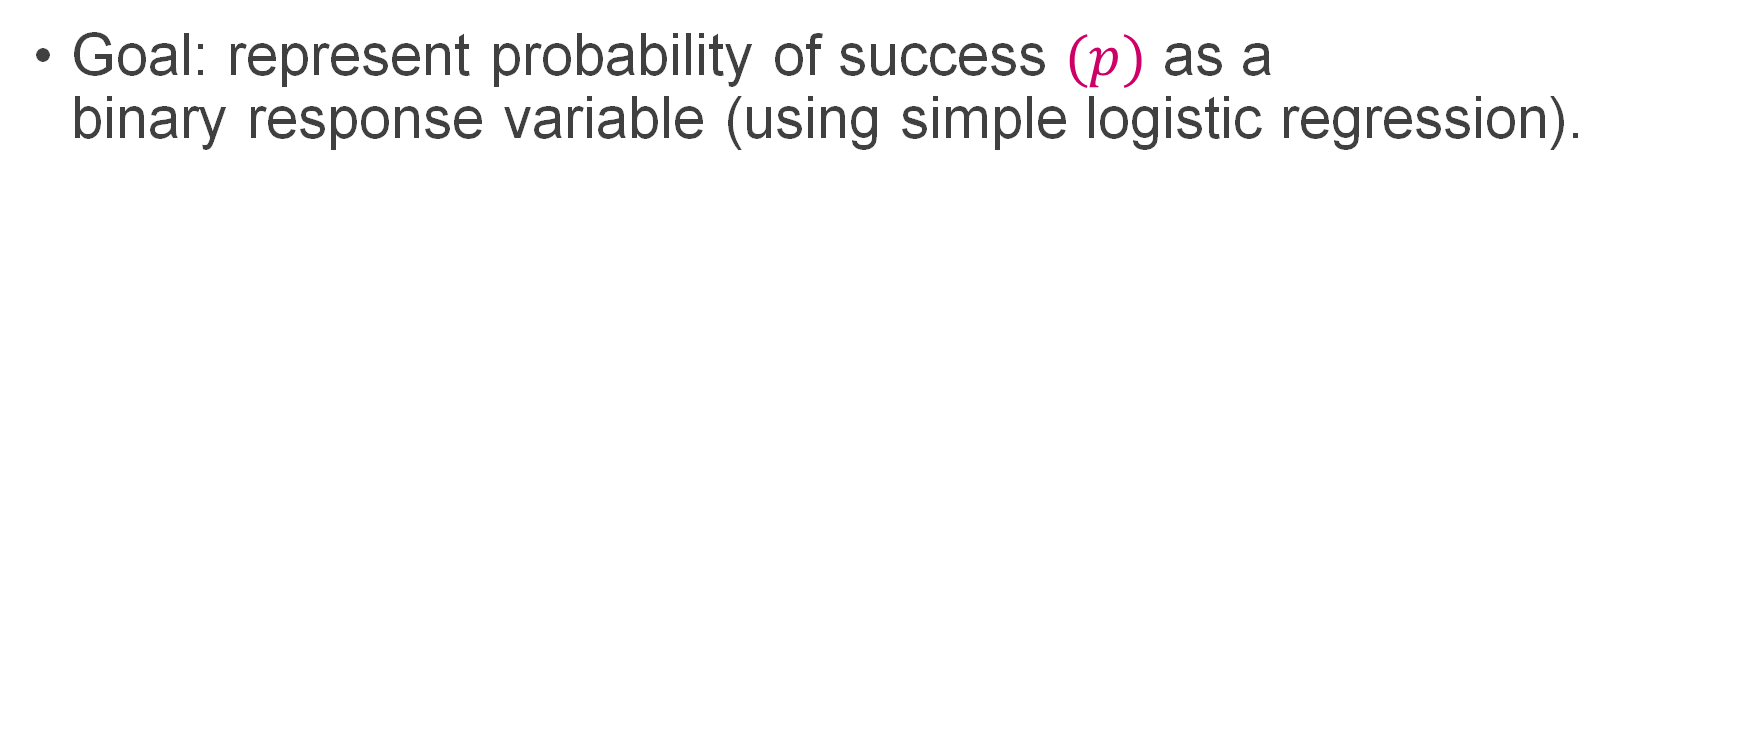 • Goal: represent probability of success (p) as a
binary response variable (using simple logistic regression).